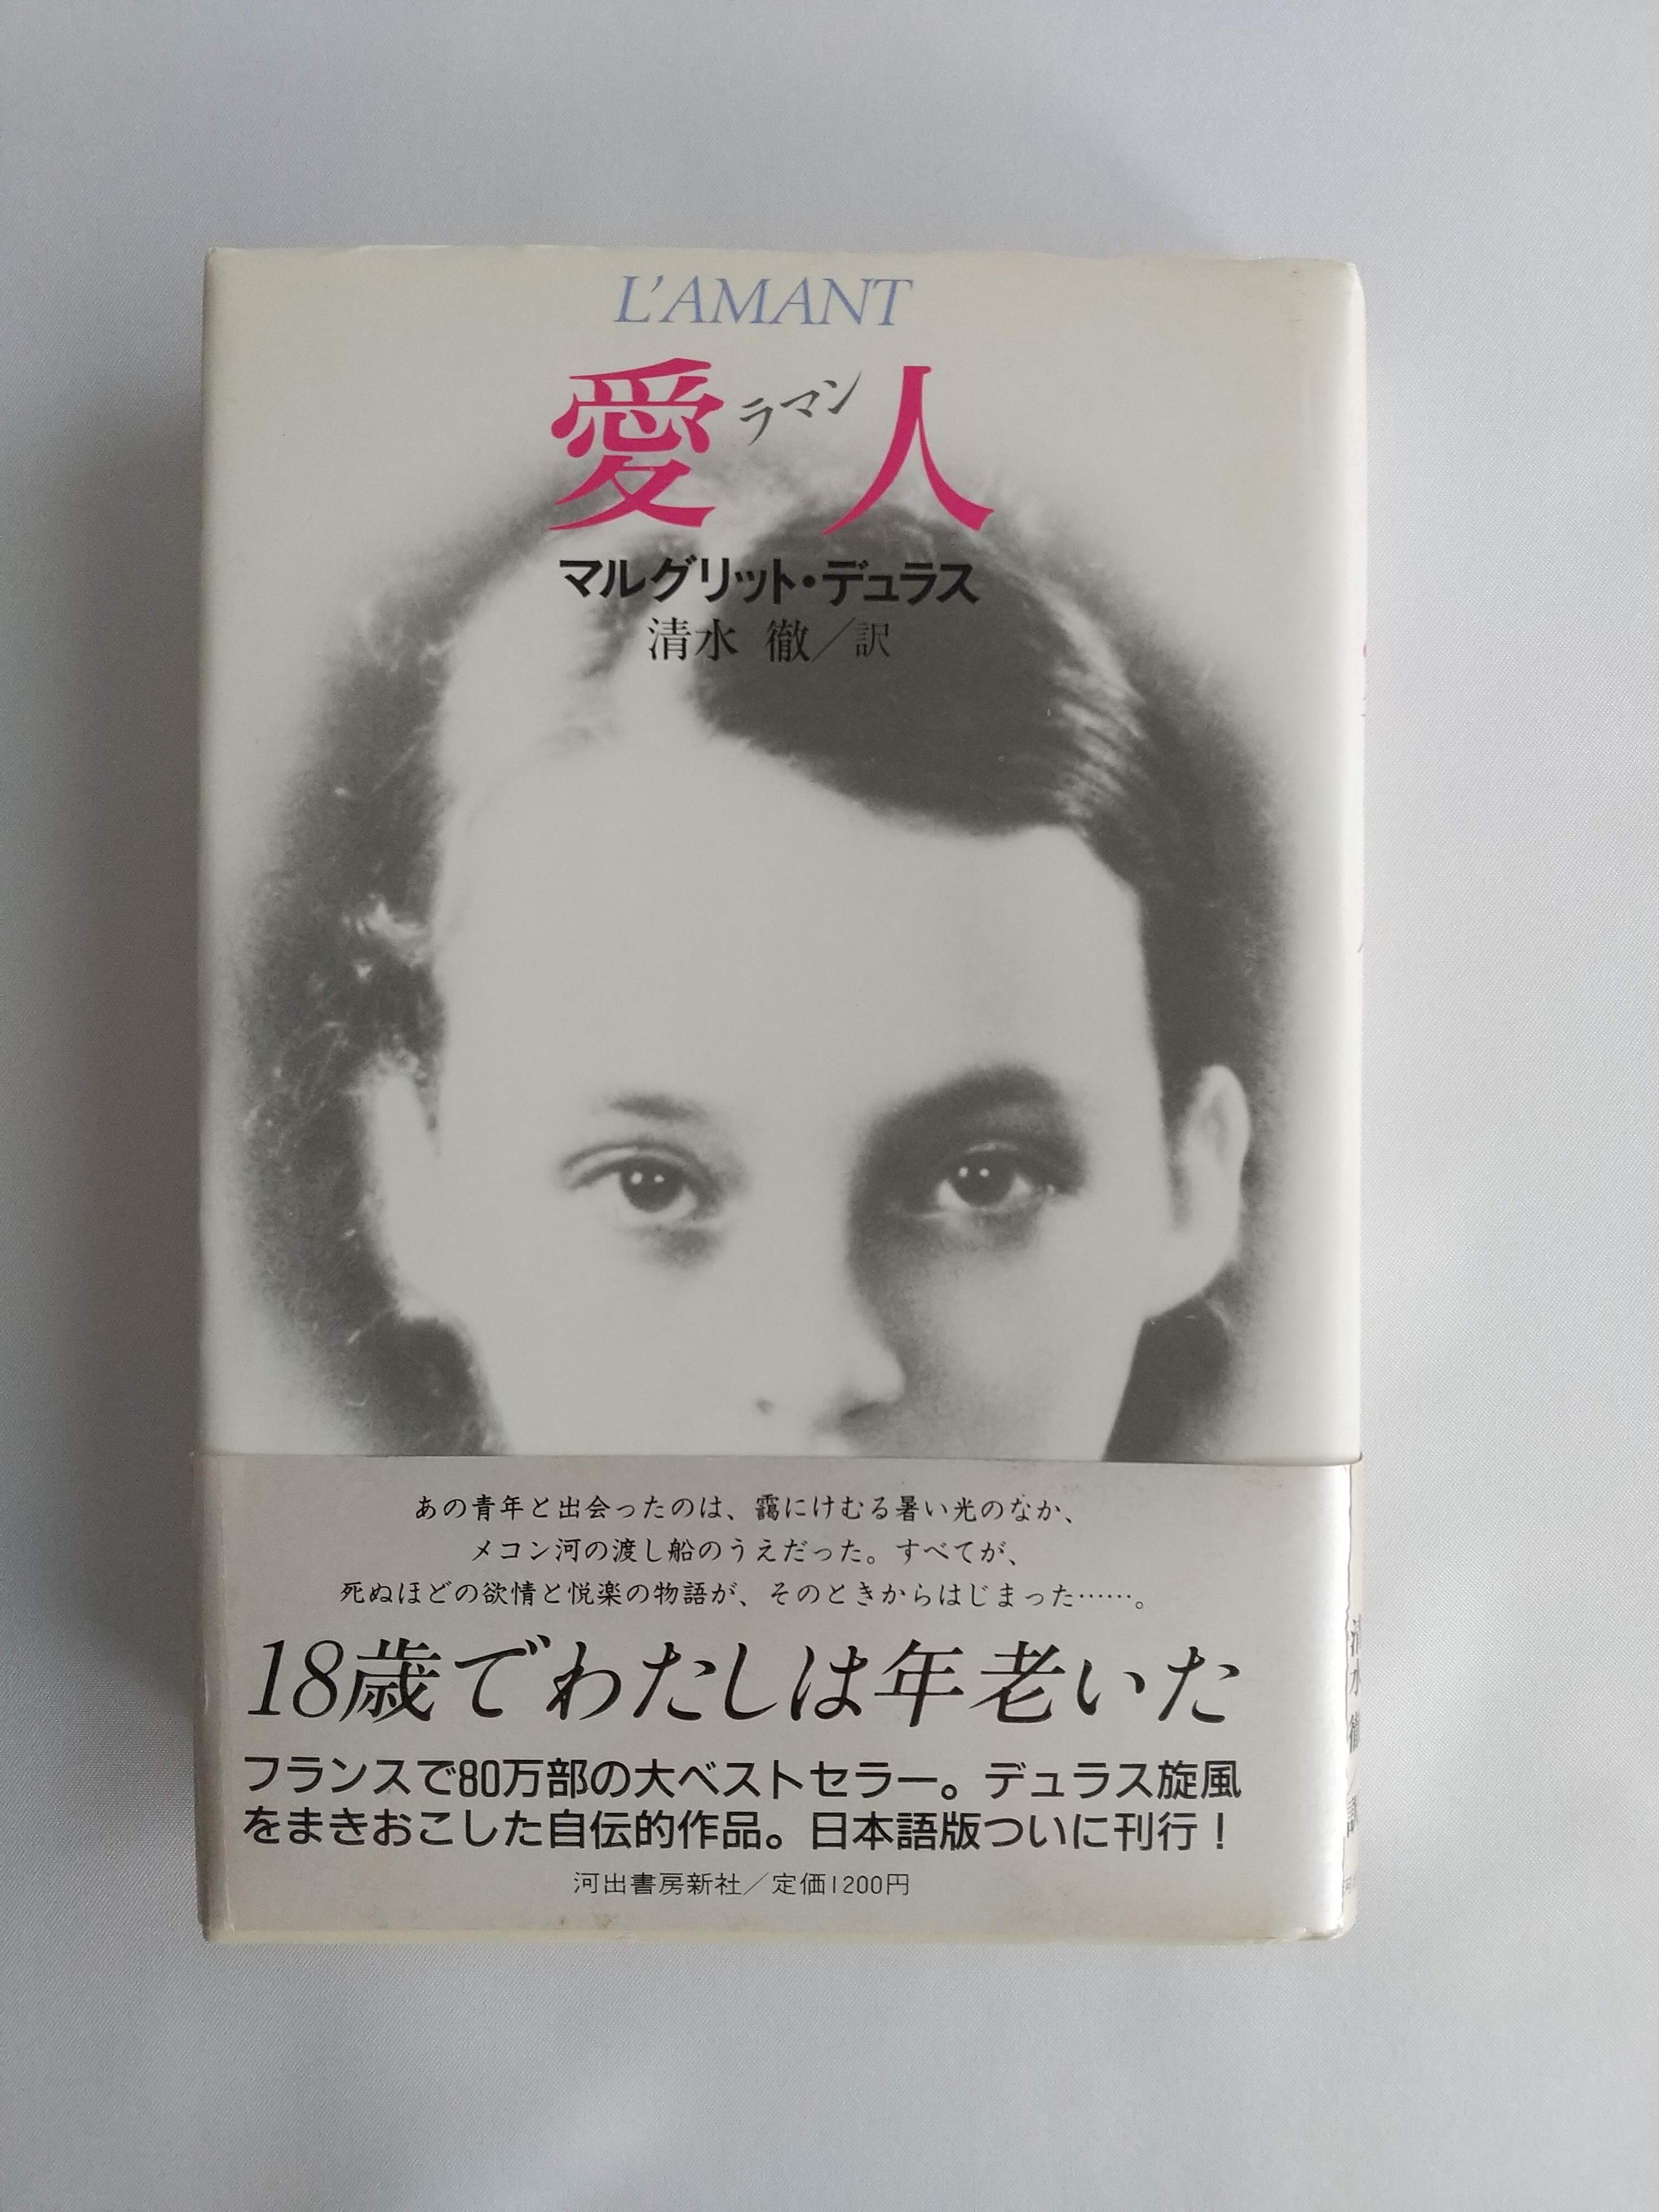 L'AMANT
愛人
ラマン
マルグリット・デュラス
清水 徹／訳
あの青年と出会ったのは、靄にけむる暑い光のなか、
メコン河の渡し船のうえだった。すべてが、
死ぬほどの欲情と悦楽の物語が、そのときからはじまった……。
18歳でわたしは年老いた
フランスで80万部の大ベストセラー。デュラス旋風
をまきおこした自伝的作品。日本語版ついに刊行！
河出書房新社／定価1200円
清水 徹／訳